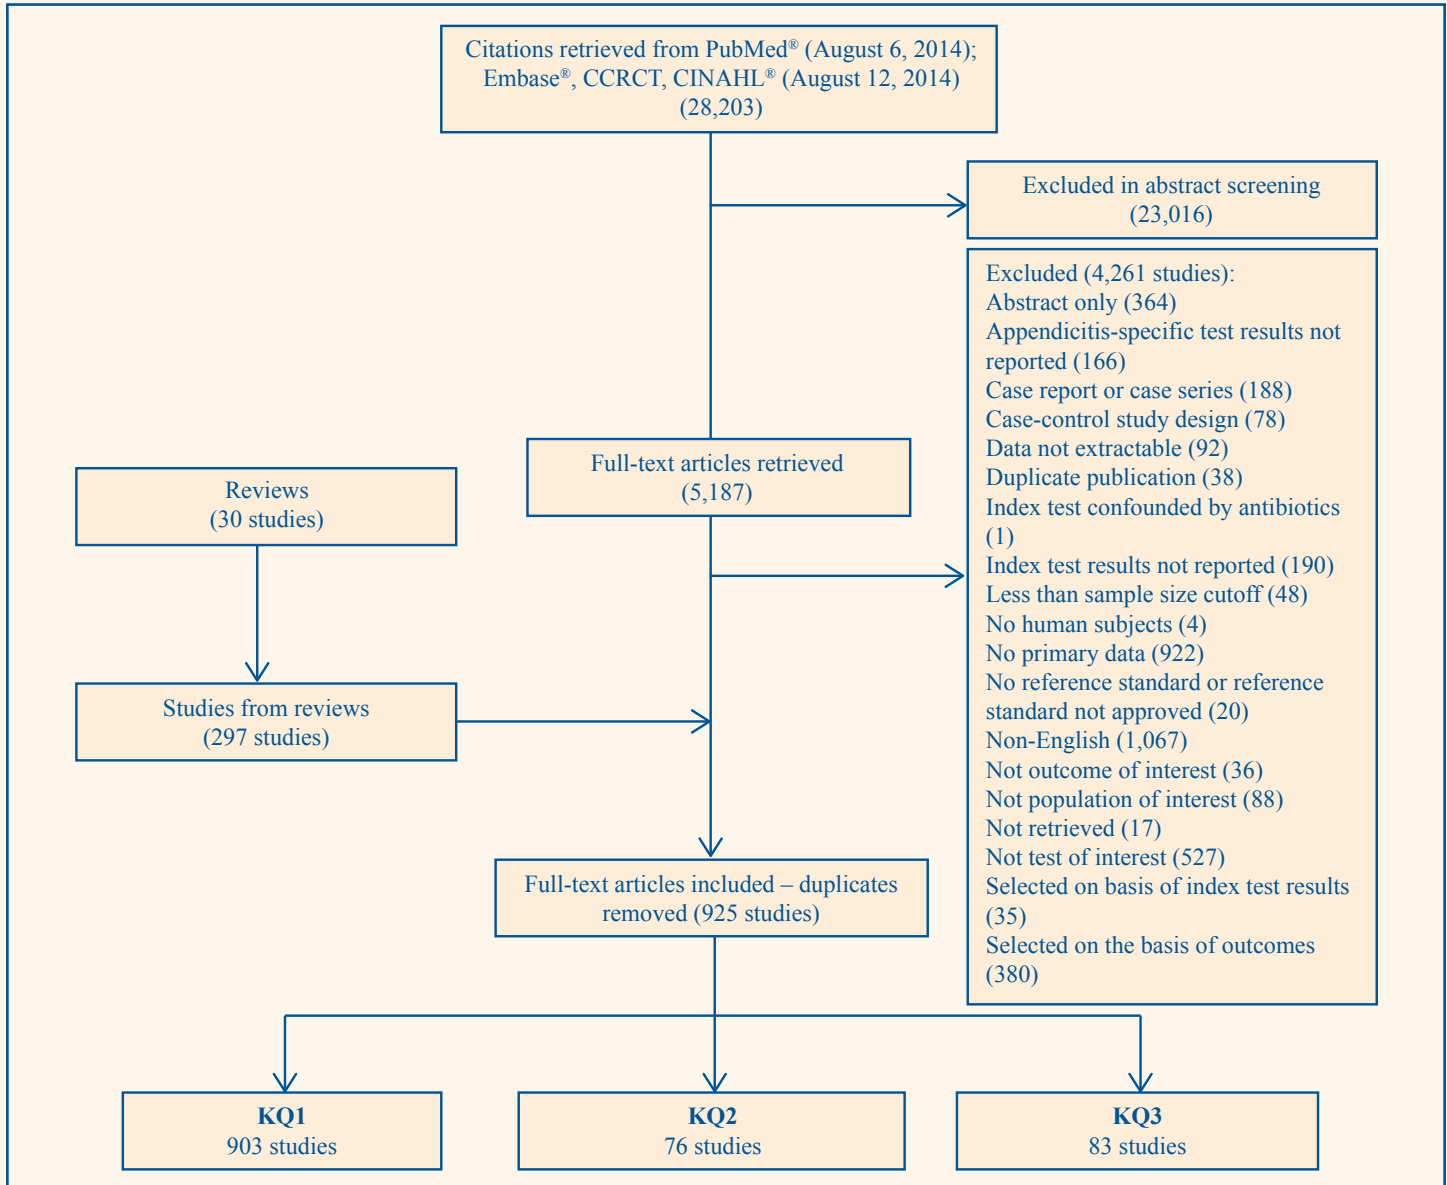 Citations retrieved from PubMed® (August 6, 2014);
Embase®, CCRCT, CINAHL® (August 12, 2014)
(28,203)
Excluded in abstract screening
(23,016)
Excluded (4,261 studies):
Abstract only (364)
Appendicitis-specific test results not
reported (166)
Case report or case series (188)
Case-control study design (78)
Data not extractable (92)
Duplicate publication (38)
Index test confounded by antibiotics
(1)
Index test results not reported (190)
Less than sample size cutoff (48)
No human subjects (4)
No primary data (922)
No reference standard or reference
standard not approved (20)
Non-English (1,067)
Not outcome of interest (36)
Not population of interest (88)
Not retrieved (17)
Not test of interest (527)
Selected on basis of index test results
(35)
Selected on the basis of outcomes
(380)
Full-text articles retrieved
(5,187)
Reviews
(30 studies)
Studies from reviews
(297 studies)
Full-text articles included – duplicates
removed (925 studies)
KQ1
903 studies
KQ2
76 studies
KQ3
83 studies